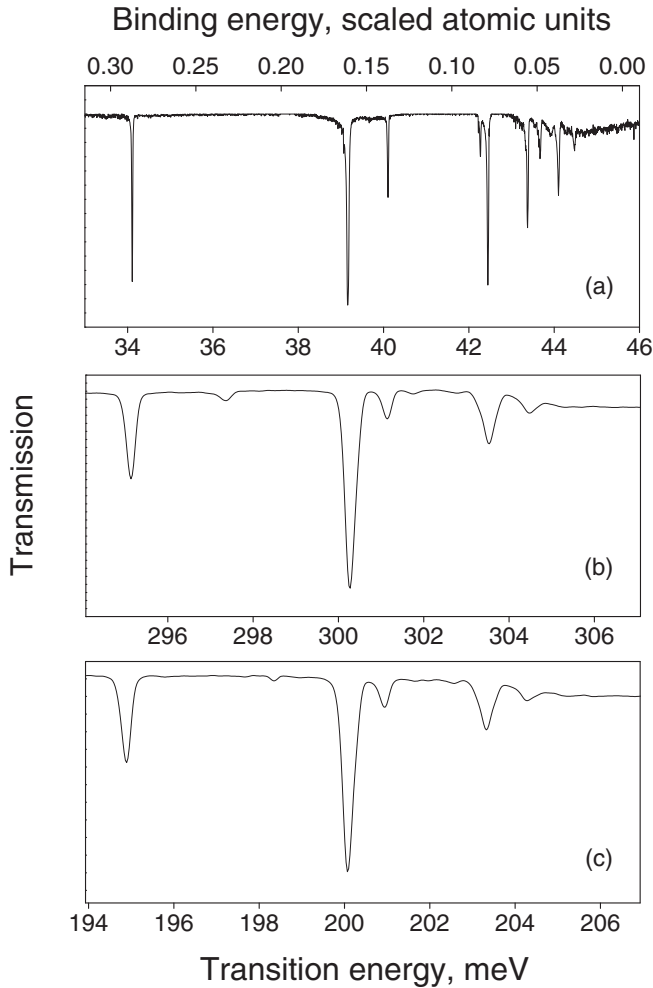 Binding energy, scaled atomic units
0.30 0.25 0.20 0.15 0.10 0.05 -0.00
(a)
34 36 38 40 42 44 46
Transmission
(b)
296 298 300 302 304 306
(c)
194 196 198 200 202 204 206
Transition energy, meV